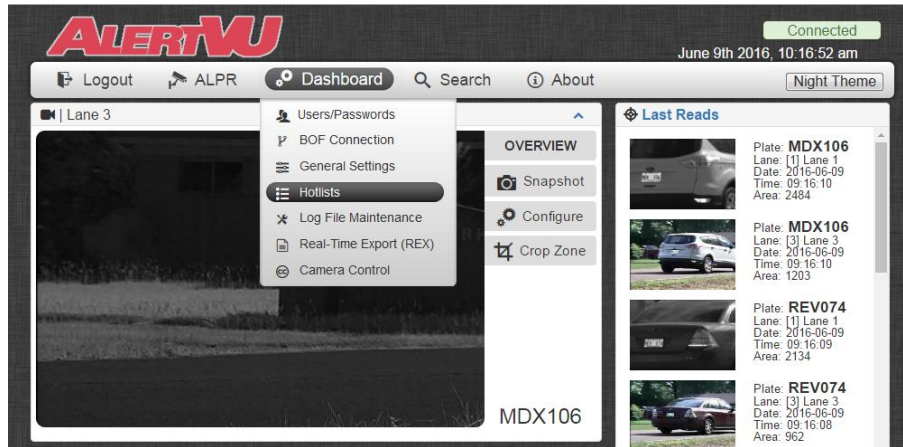 ALERTVU
Connected
June 9th 2016, 10:16:52 am
Logout ALPR Dashboard Search About Night Theme
| Lane 3
Users/Passwords
BOF Connection
General Settings
Hotlists
Log File Maintenance
Real-Time Export (REX)
Camera Control
OVERVIEW
Snapshot
Configure
Crop Zone
MDX106
Last Reads
Plate: MDX106
Lane: [1] Lane 1
Date: 2016-06-09
Time: 09:16:10
Area: 2484
Plate: MDX106
Lane: [3] Lane 3
Date: 2016-06-09
Time: 09:16:10
Area: 1203
Plate: REV074
Lane: [1] Lane 1
Date: 2016-06-09
Time: 09:16:09
Area: 2134
Plate: REV074
Lane: [3] Lane 3
Date: 2016-06-09
Time: 09:16:08
Area: 962